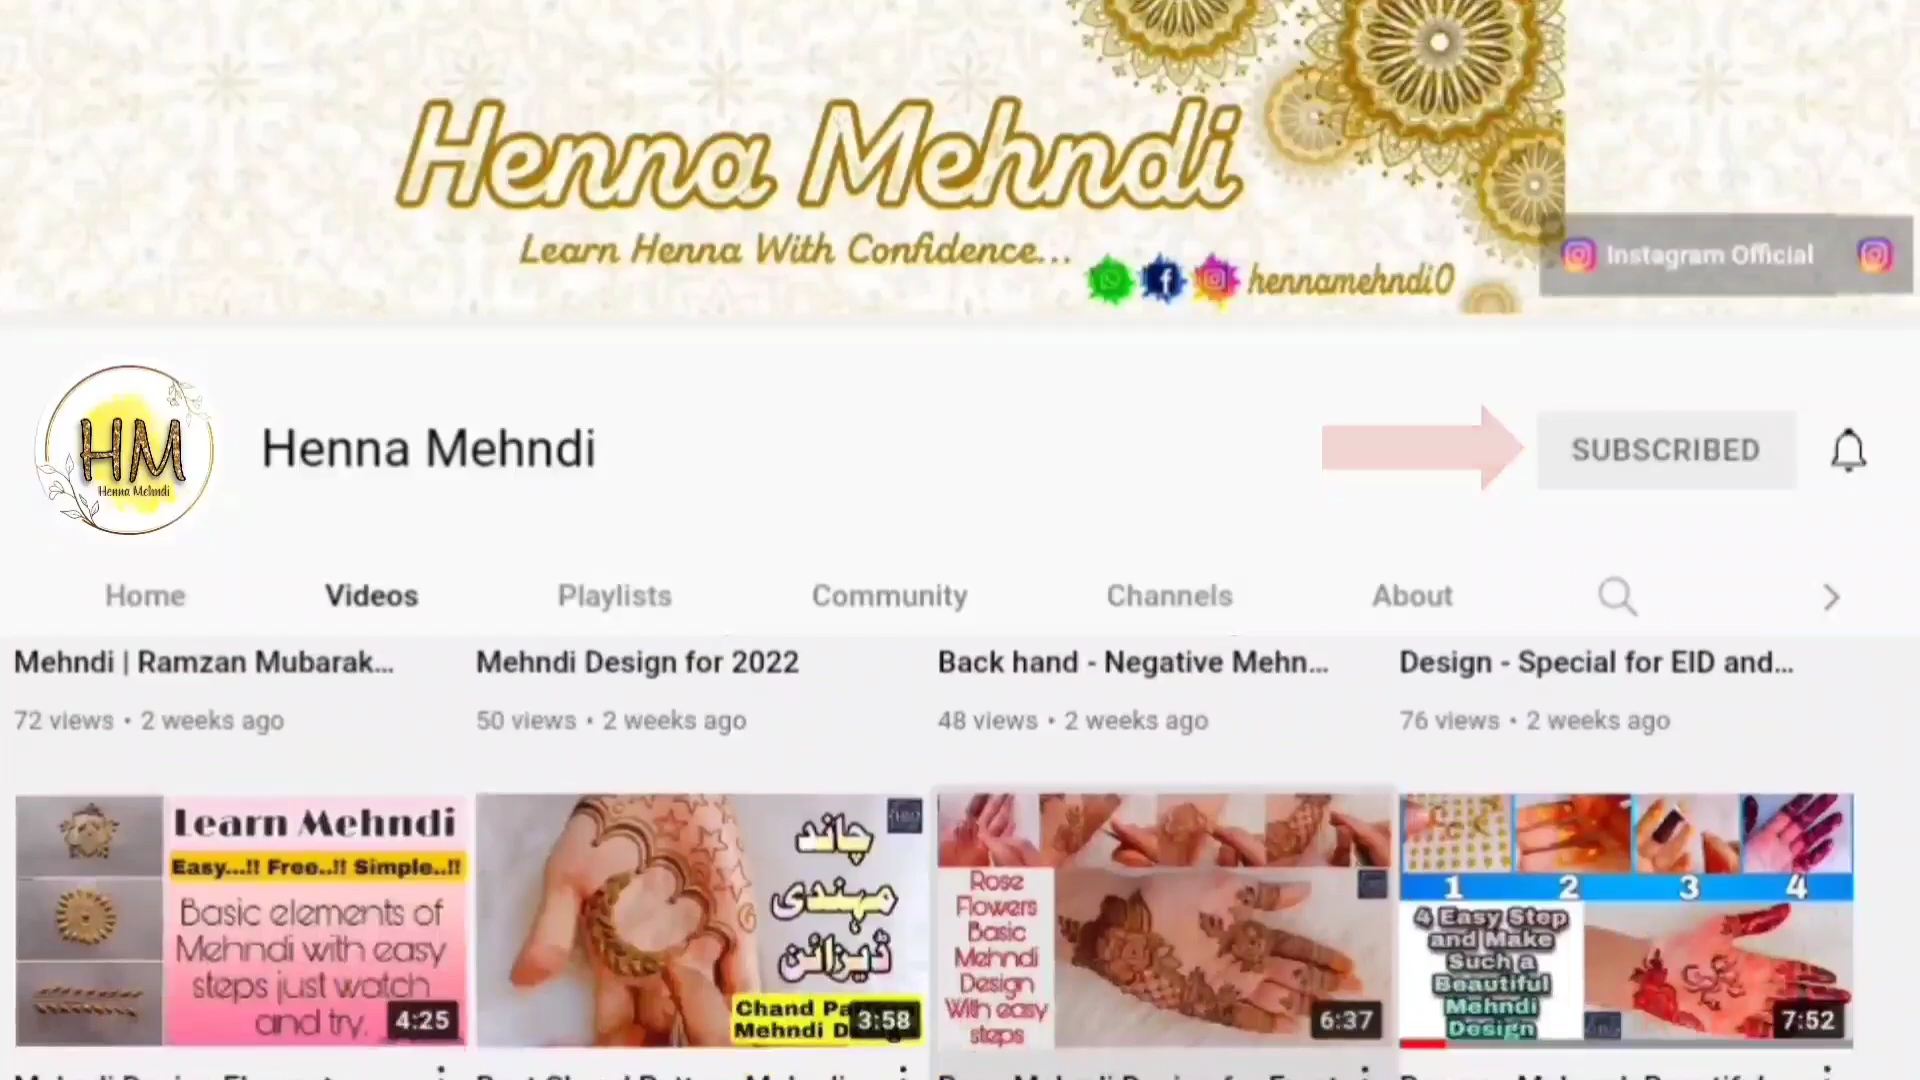 Henna Mehndi
Learn Henna With Confidence...
hennamehndi0
Instagram Official
HM
Henna Mehndi
Henna Mehndi
SUBSCRIBED
Home Videos Playlists Community Channels About
Mehndi | Ramzan Mubarak...
72 views • 2 weeks ago
Mehndi Design for 2022
50 views • 2 weeks ago
Back hand - Negative Mehn...
48 views • 2 weeks ago
Design - Special for EID and...
76 views • 2 weeks ago
Learn Mehndi
Easy...!! Free..!! Simple..!!
Basic elements of
Mehndi with easy
steps just watch
and try.
4:25
چاند
مہندی
ڈیزائن
Chand
Mehndi
3:58
Rose
Flowers
Basic
Mehndi
Design
With easy
steps
6:37
1 2 3 4
4 Easy Step
and Make
Such a
Beautiful
Mehndi
Design
7:52